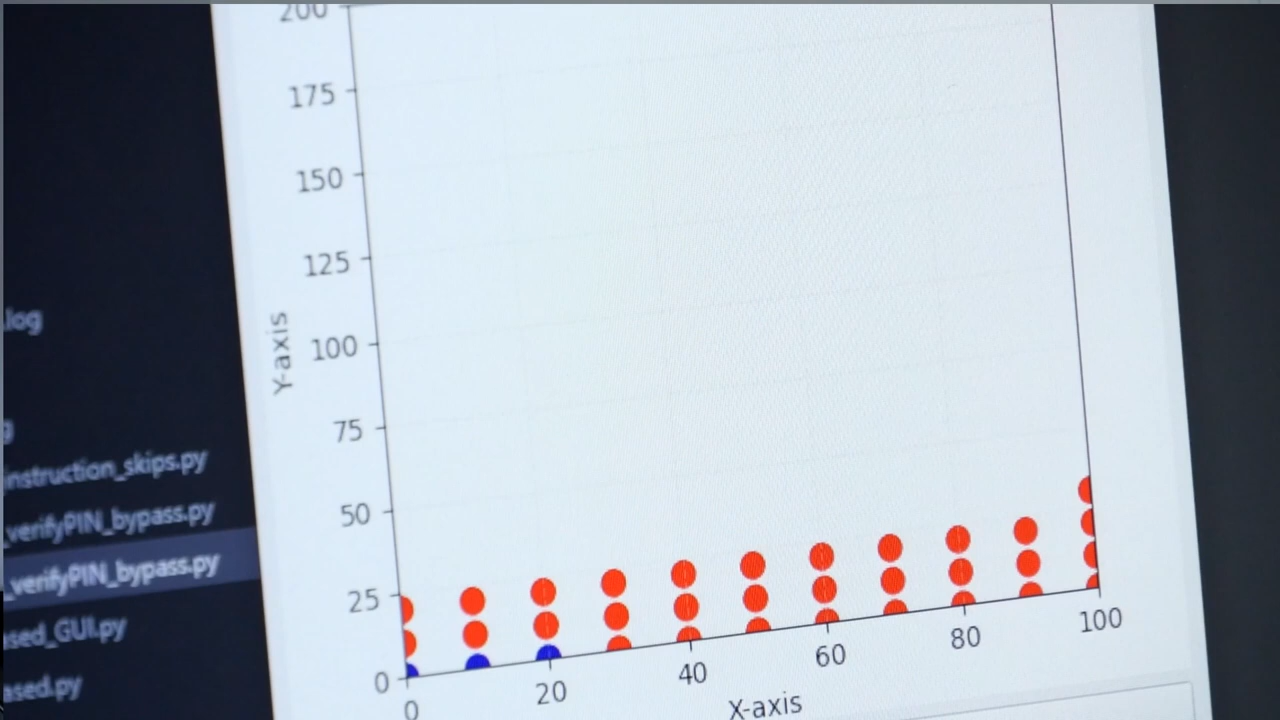 .log
g
instruction_skips.py
_verifyPIN_bypass.py
_verifyPIN_bypass.py
ased_GUI.py
ased.py
200
175
150
125
100
75
50
25
0
Y-axis
0
20
40
60
80
100
X-axis